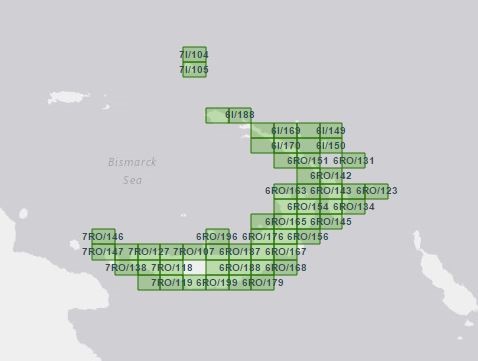 7I/104
7I/105
6I/188
6I/169 6I/149
6I/170 6I/150
Bismarck
Sea
6RO/151 6RO/131
6RO/142
6RO/163 6RO/143 6RO/123
6RO/154 6RO/134
6RO/165 6RO/145
7RO/146 6RO/196 6RO/176 6RO/156
7RO/147 7RO/127 7RO/107 6RO/187 6RO/167
7RO/138 7RO/118 6RO/188 6RO/168
7RO/119 6RO/199 6RO/179